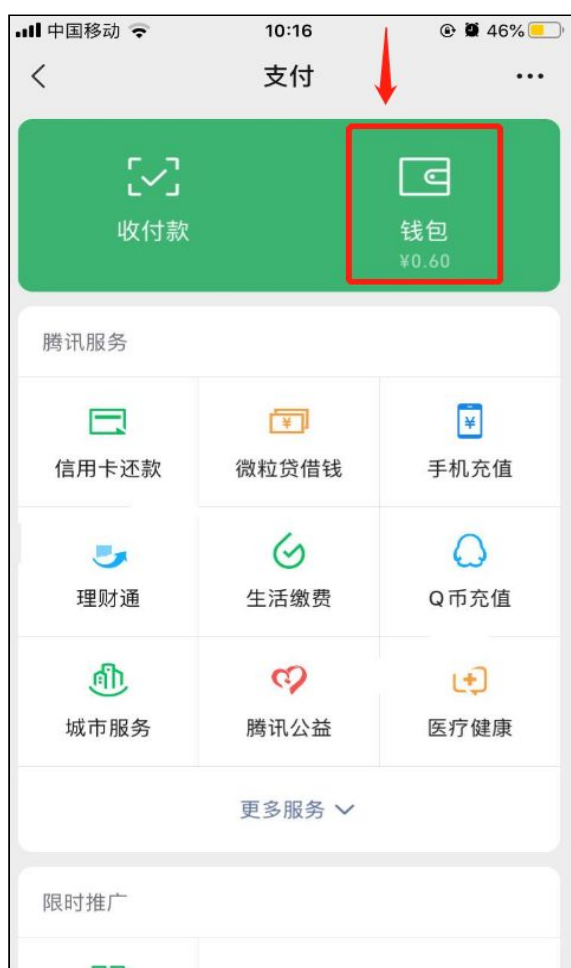 中国移动 10:16 46%
支付
收付款 钱包
¥0.60
腾讯服务
信用卡还款 微粒贷借钱 手机充值
理财通 生活缴费 Q币充值
城市服务 腾讯公益 医疗健康
更多服务
限时推广